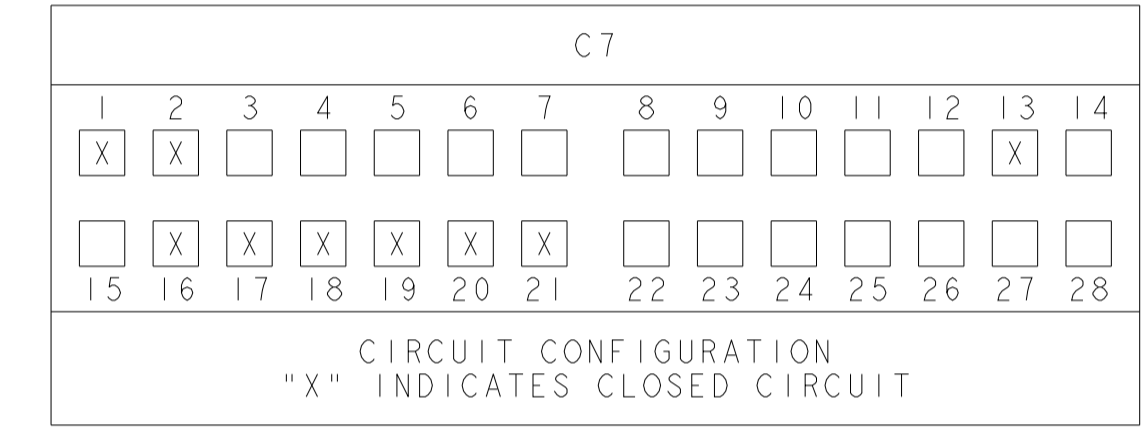 C7
1 2 3 4 5 6 7 8 9 10 11 12 13 14
X X X
X X X X X X
15 16 17 18 19 20 21 22 23 24 25 26 27 28
CIRCUIT CONFIGURATION
"X" INDICATES CLOSED CIRCUIT